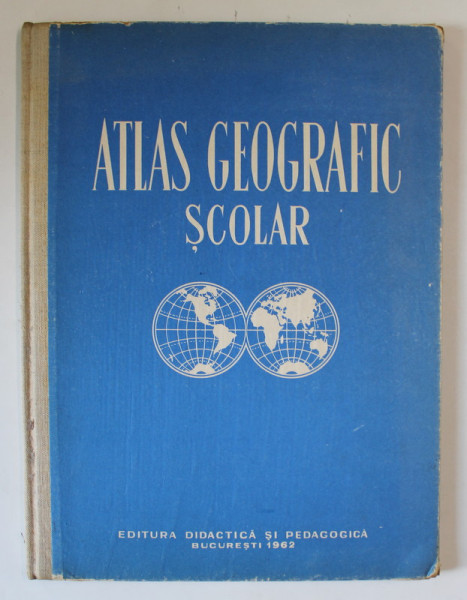 ATLAS GEOGRAFIC
ȘCOLAR
EDITURA DIDACTICĂ ȘI PEDAGOGICĂ
BUCUREȘTI 1962